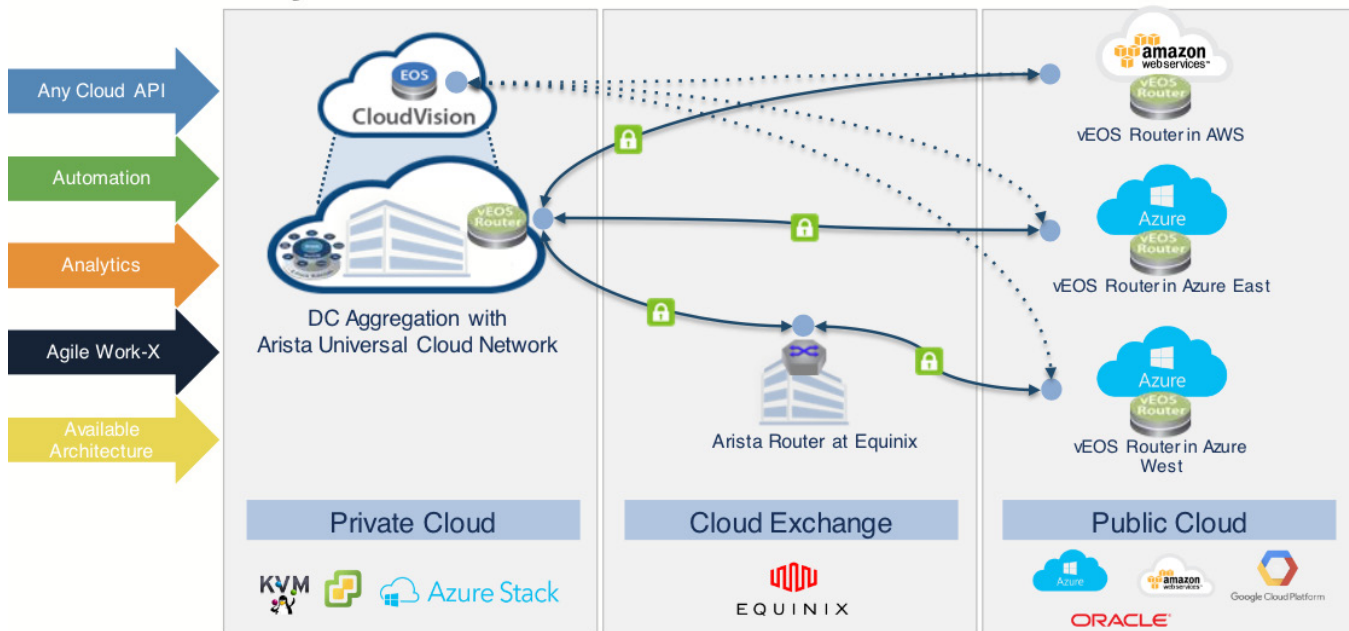 Any Cloud API
Automation
Analytics
Agile Work-X
Available
Architecture
EOS
CloudVision
vEOS
Router
DC Aggregation with
Arista Universal Cloud Network
Private Cloud
KVM
Azure Stack
Arista Router at Equinix
Cloud Exchange
EQUINIX
amazon
web services™
vEOS
Router
vEOS Router in AWS
Azure
vEOS
Router
vEOS Router in Azure East
Azure
vEOS
Router
vEOS Router in Azure
West
Public Cloud
Azure
amazon
web services™
Google Cloud Platform
ORACLE